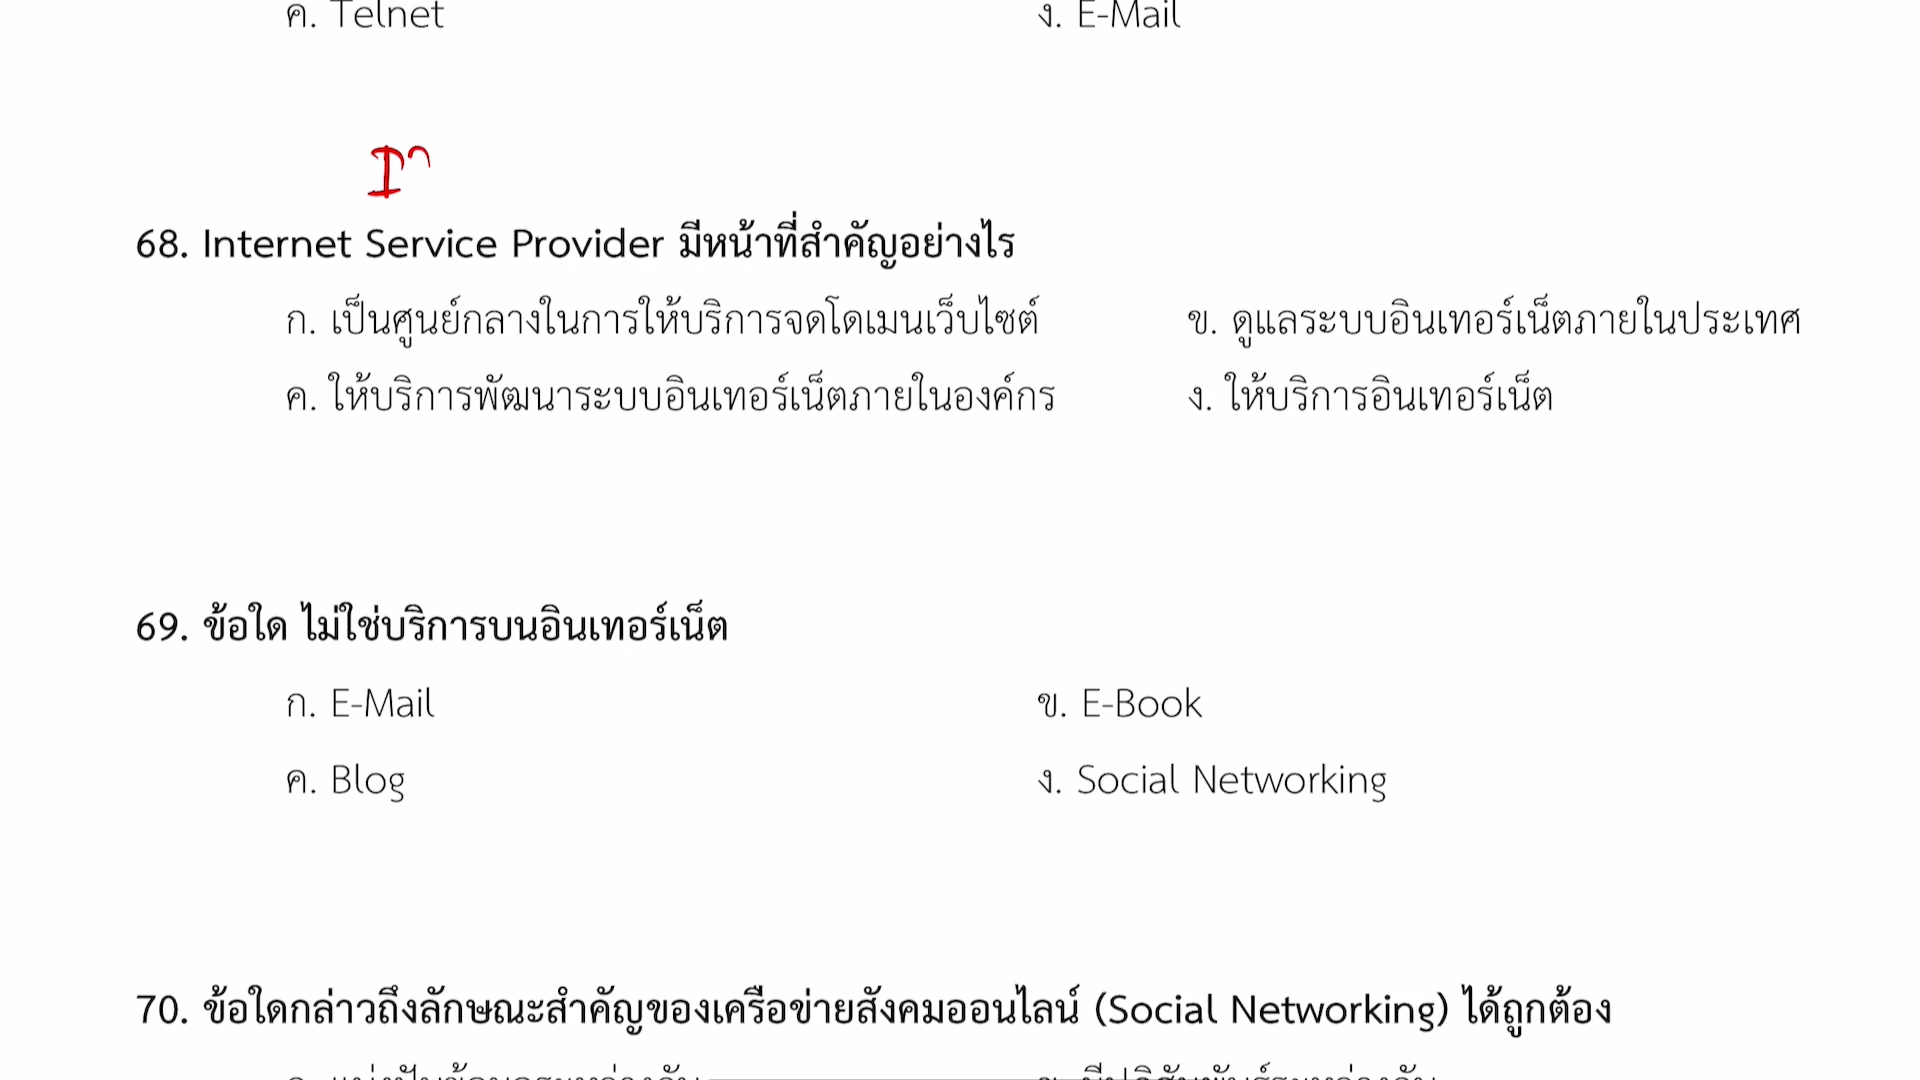 ค. Telnet ง. E-Mail
68. Internet Service Provider มีหน้าที่สำคัญอย่างไร
ก. เป็นศูนย์กลางในการให้บริการจดโดเมนเว็บไซต์ ข. ดูแลระบบอินเทอร์เน็ตภายในประเทศ
ค. ให้บริการพัฒนาระบบอินเทอร์เน็ตภายในองค์กร ง. ให้บริการอินเทอร์เน็ต
69. ข้อใด ไม่ใช่บริการบนอินเทอร์เน็ต
ก. E-Mail ข. E-Book
ค. Blog ง. Social Networking
70. ข้อใดกล่าวถึงลักษณะสำคัญของเครือข่ายสังคมออนไลน์ (Social Networking) ได้ถูกต้อง